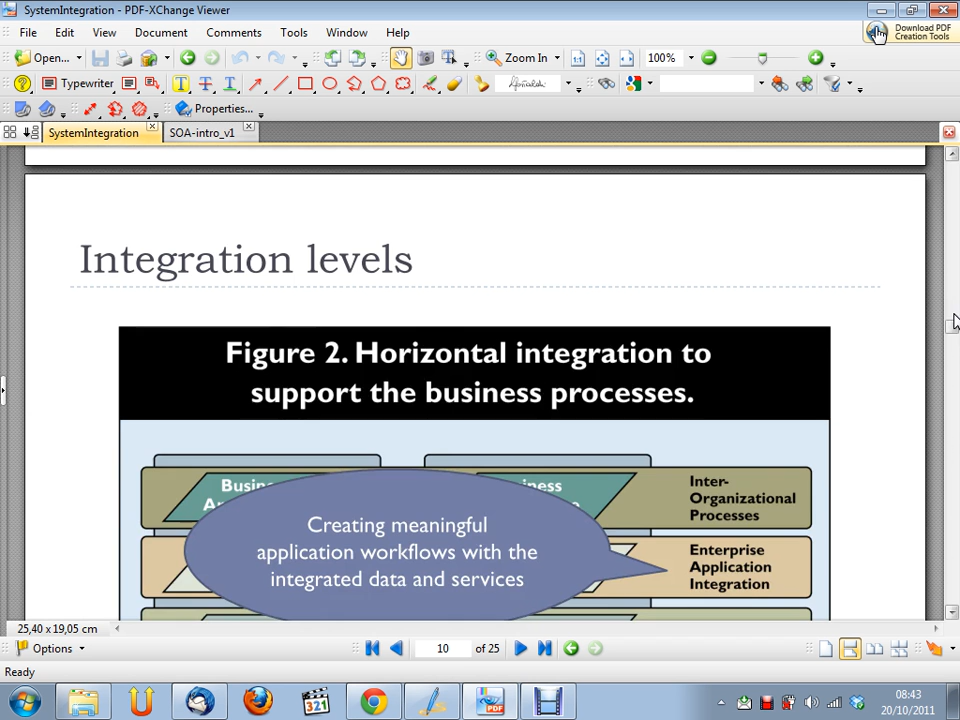 SystemIntegration - PDF-XChange Viewer
File Edit View Document Comments Tools Window Help
Download PDF
Creation Tools
Open... Zoom In 100%
Typewriter
Properties...
SystemIntegration SOA-intro_v1
Integration levels
Figure 2. Horizontal integration to
support the business processes.
Inter-
Organizational
Processes
Creating meaningful
application workflows with the
integrated data and services
Enterprise
Application
Integration
25,40 x 19,05 cm
Options 10 of 25
Ready
321
PDF
08:43
20/10/2011